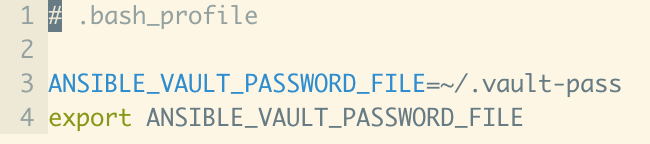 1 # .bash_profile
2
3 ANSIBLE_VAULT_PASSWORD_FILE=~/.vault-pass
4 export ANSIBLE_VAULT_PASSWORD_FILE